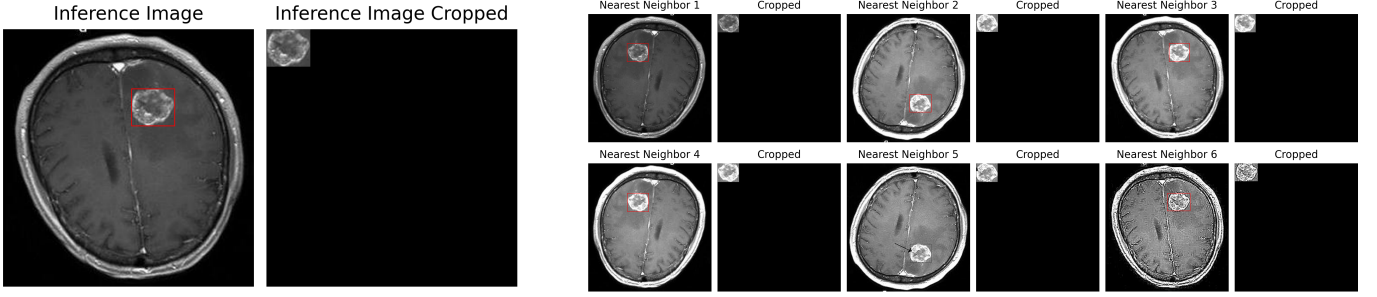 Inference Image
Inference Image Cropped
Nearest Neighbor 1
Cropped
Nearest Neighbor 2
Cropped
Nearest Neighbor 3
Cropped
Nearest Neighbor 4
Cropped
Nearest Neighbor 5
Cropped
Nearest Neighbor 6
Cropped